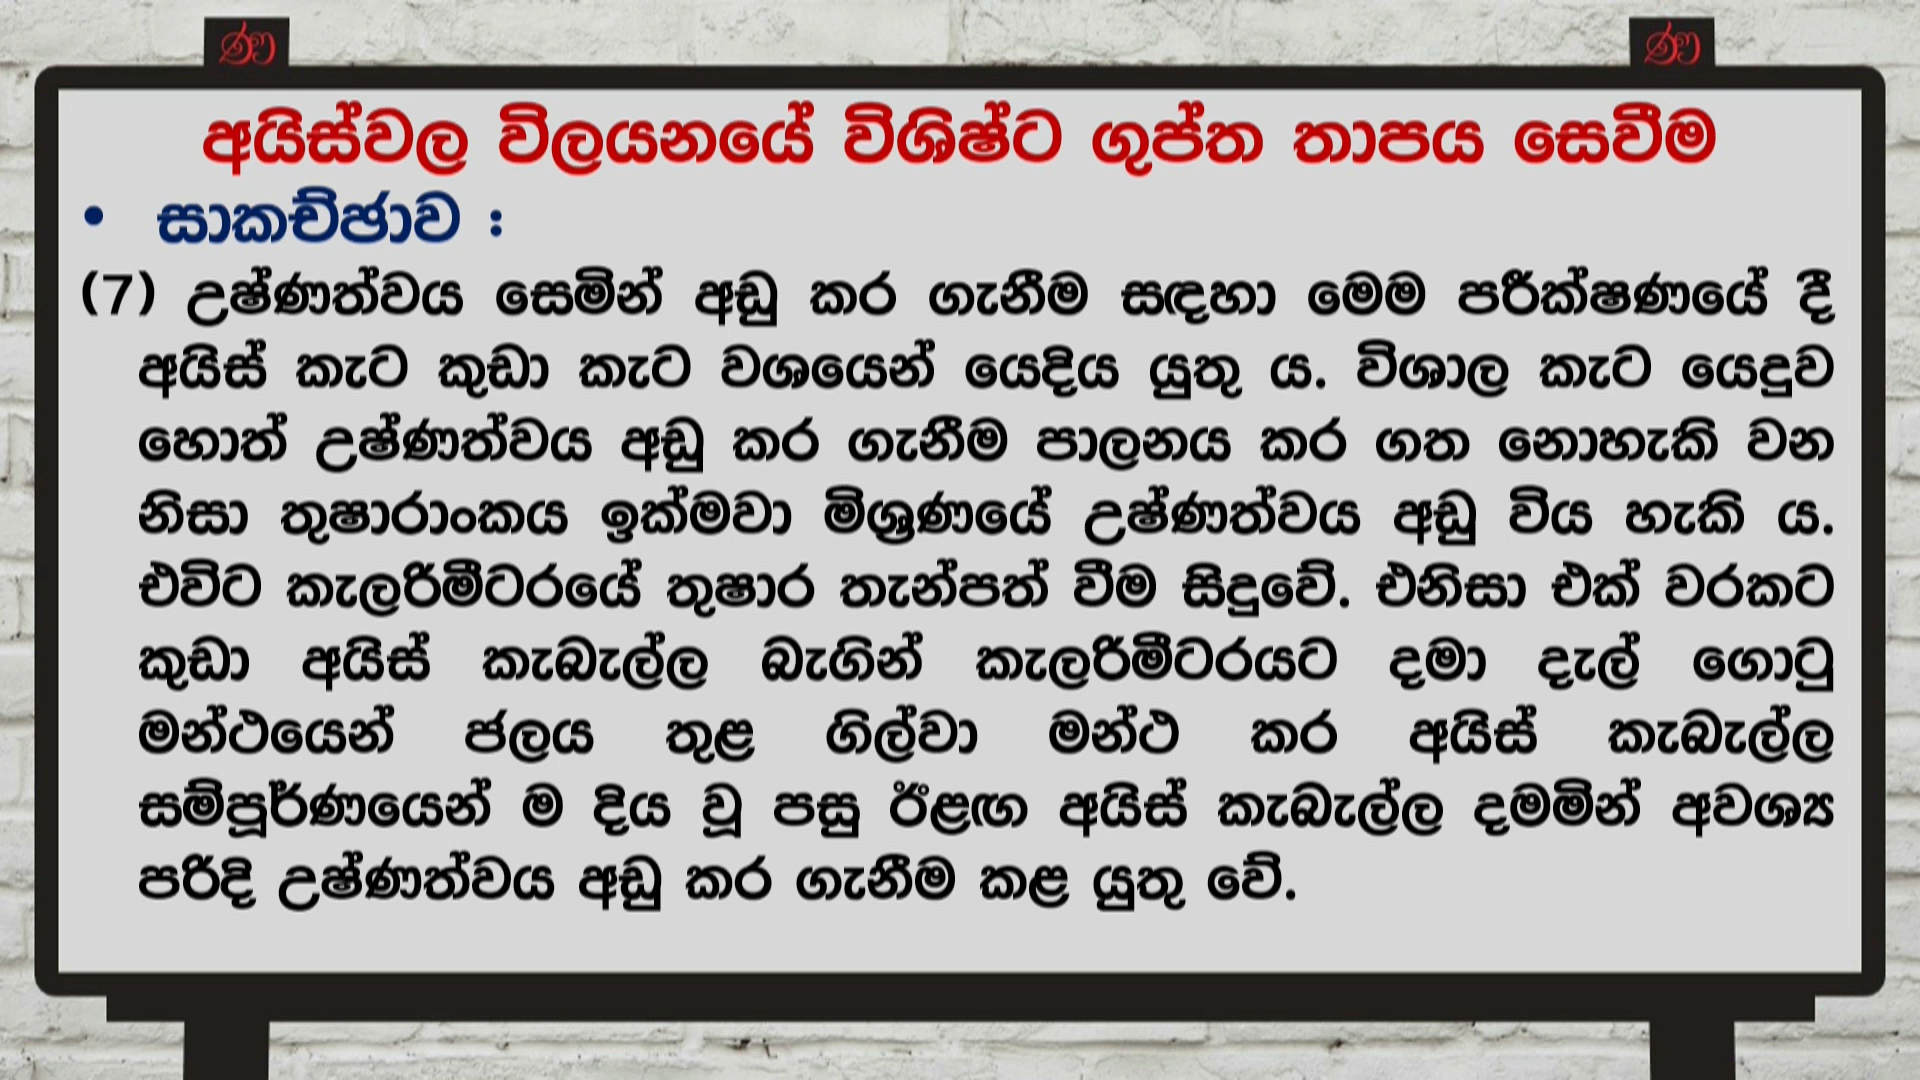 ණ ණ
අයිස්වල විලයනයේ විශිෂ්ට ගුප්ත තාපය සෙවීම
• සාකච්ඡාව :
(7) උෂ්ණත්වය සෙමින් අඩු කර ගැනීම සඳහා මෙම පරීක්ෂණයේ දී
අයිස් කැට කුඩා කැට වශයෙන් යෙදිය යුතු ය. විශාල කැට යෙදුව
හොත් උෂ්ණත්වය අඩු කර ගැනීම පාලනය කර ගත නොහැකි වන
නිසා තුෂාරාංකය ඉක්මවා මිශ්‍රණයේ උෂ්ණත්වය අඩු විය හැකි ය.
එවිට කැලරිමීටරයේ තුෂාර තැන්පත් වීම සිදුවේ. එනිසා එක් වරකට
කුඩා අයිස් කැබැල්ල බැගින් කැලරිමීටරයට දමා දැල් ගොටු
මන්ථයෙන් ජලය තුළ ගිල්වා මන්ථ කර අයිස් කැබැල්ල
සම්පූර්ණයෙන් ම දිය වූ පසු ඊළඟ අයිස් කැබැල්ල දමමින් අවශ්‍ය
පරිදි උෂ්ණත්වය අඩු කර ගැනීම කළ යුතු වේ.